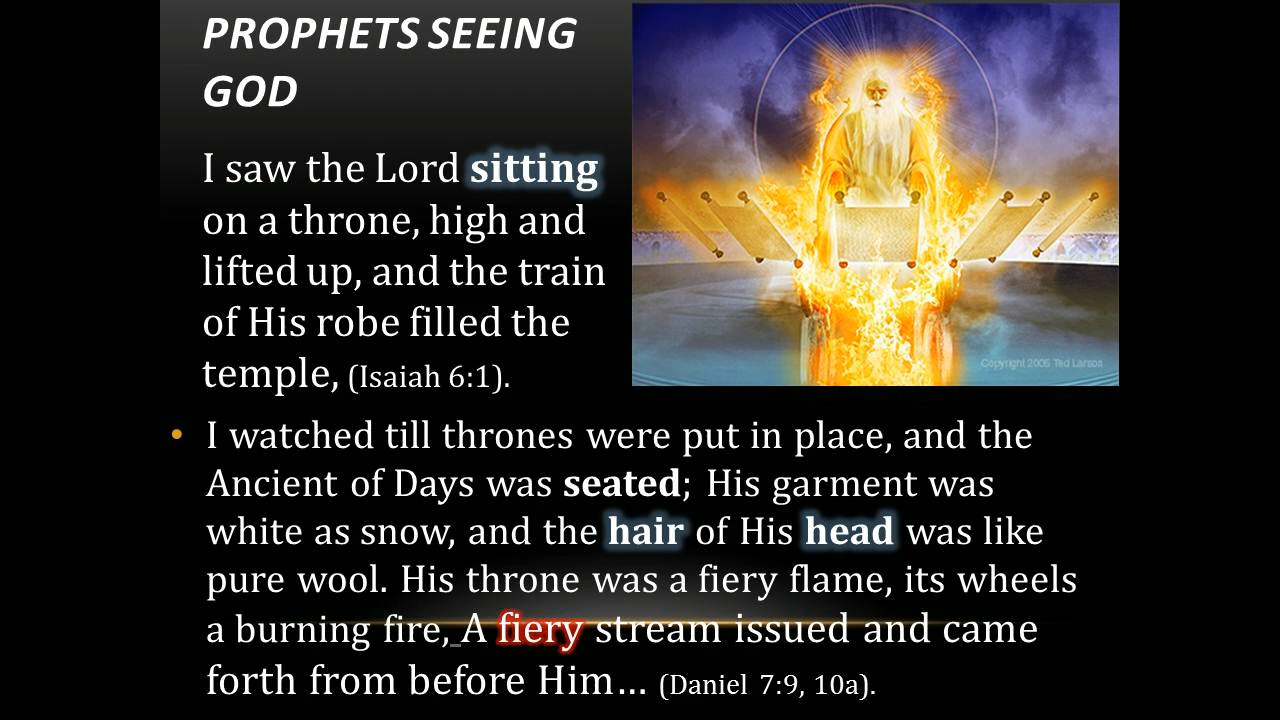 PROPHETS SEEING
GOD
I saw the Lord sitting
on a throne, high and
lifted up, and the train
of His robe filled the
temple, (Isaiah 6:1).
Copyright 2005 Ted Larson
• I watched till thrones were put in place, and the
Ancient of Days was seated; His garment was
white as snow, and the hair of His head was like
pure wool. His throne was a fiery flame, its wheels
a burning fire, A fiery stream issued and came
forth from before Him… (Daniel 7:9, 10a).